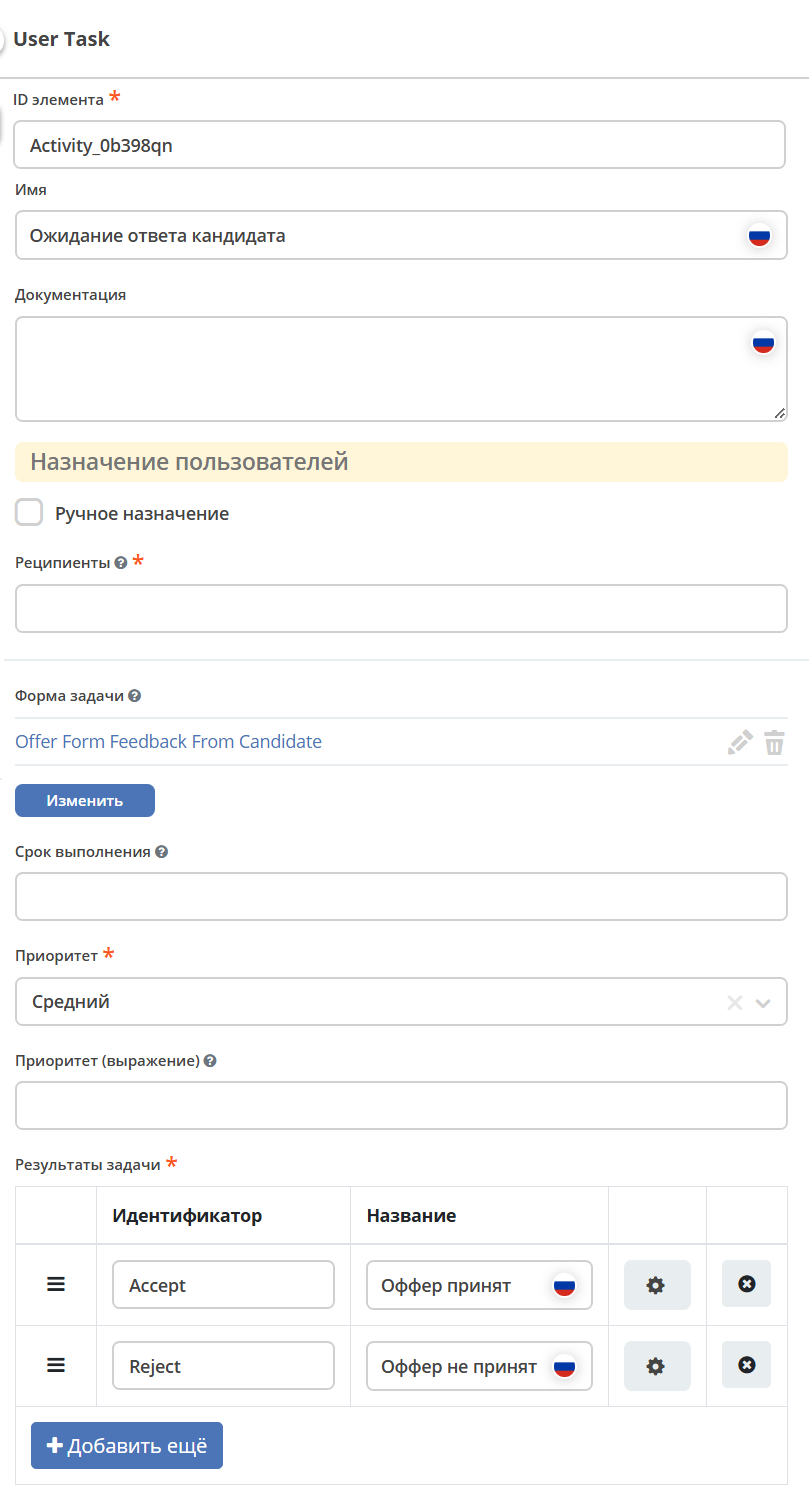 User Task
ID элемента *
Activity_0b398qn
Имя
Ожидание ответа кандидата
Документация
Назначение пользователей
Ручное назначение
Реципиенты ? *
Форма задачи ?
Offer Form Feedback From Candidate
Изменить
Срок выполнения ?
Приоритет *
Средний
Приоритет (выражение) ?
Результаты задачи *
Идентификатор Название
Accept Оффер принят
Reject Оффер не принят
+ Добавить ещё